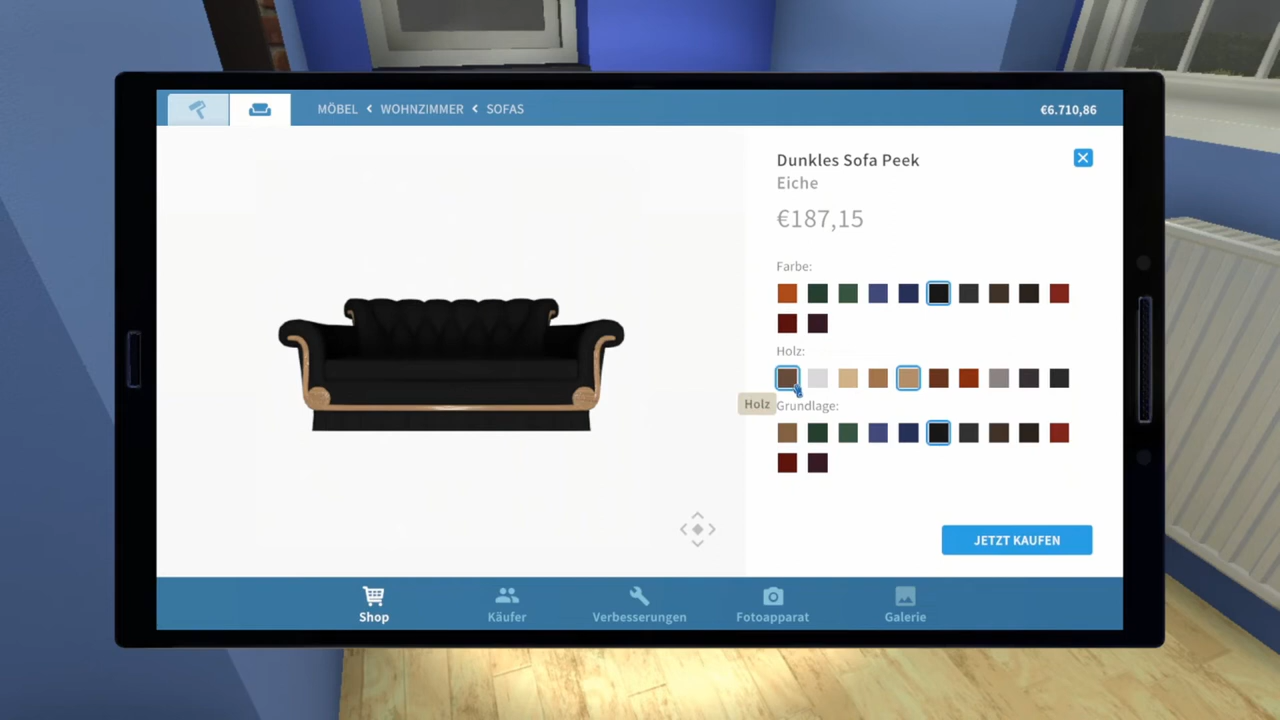 MÖBEL < WOHNZIMMER < SOFAS
€6.710,86
Dunkles Sofa Peek
Eiche
€187,15
Farbe:
Holz:
Holz
Grundlage:
JETZT KAUFEN
Shop
Käufer
Verbesserungen
Fotoapparat
Galerie